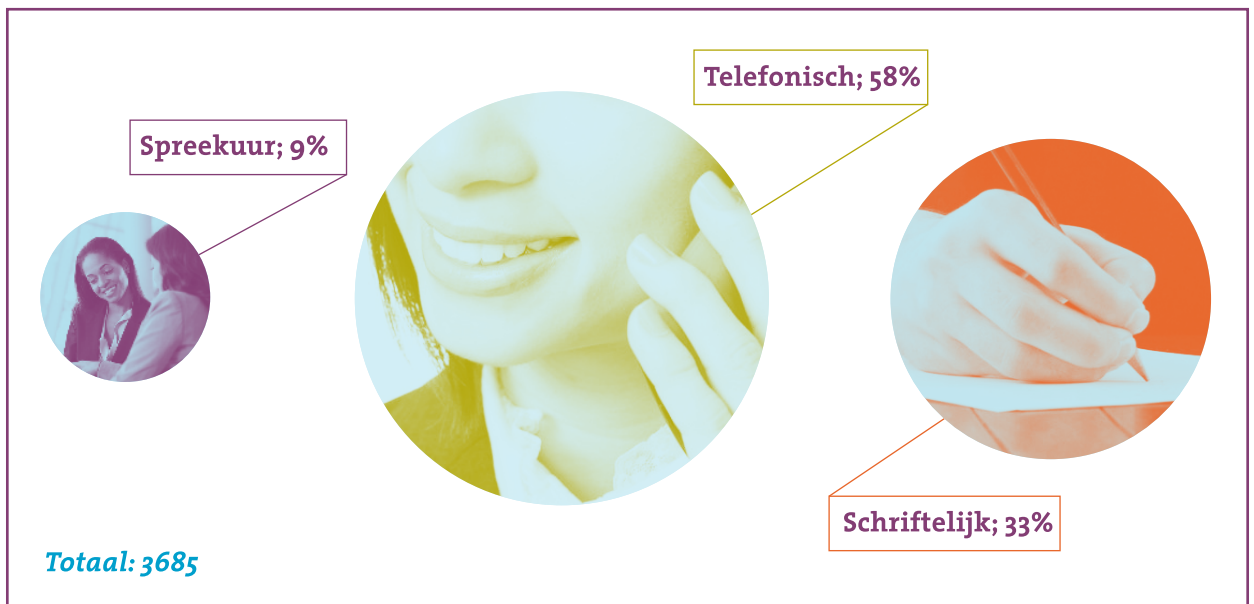 Telefonisch; 58%
Spreekuur; 9%
Schriftelijk; 33%
Totaal: 3685